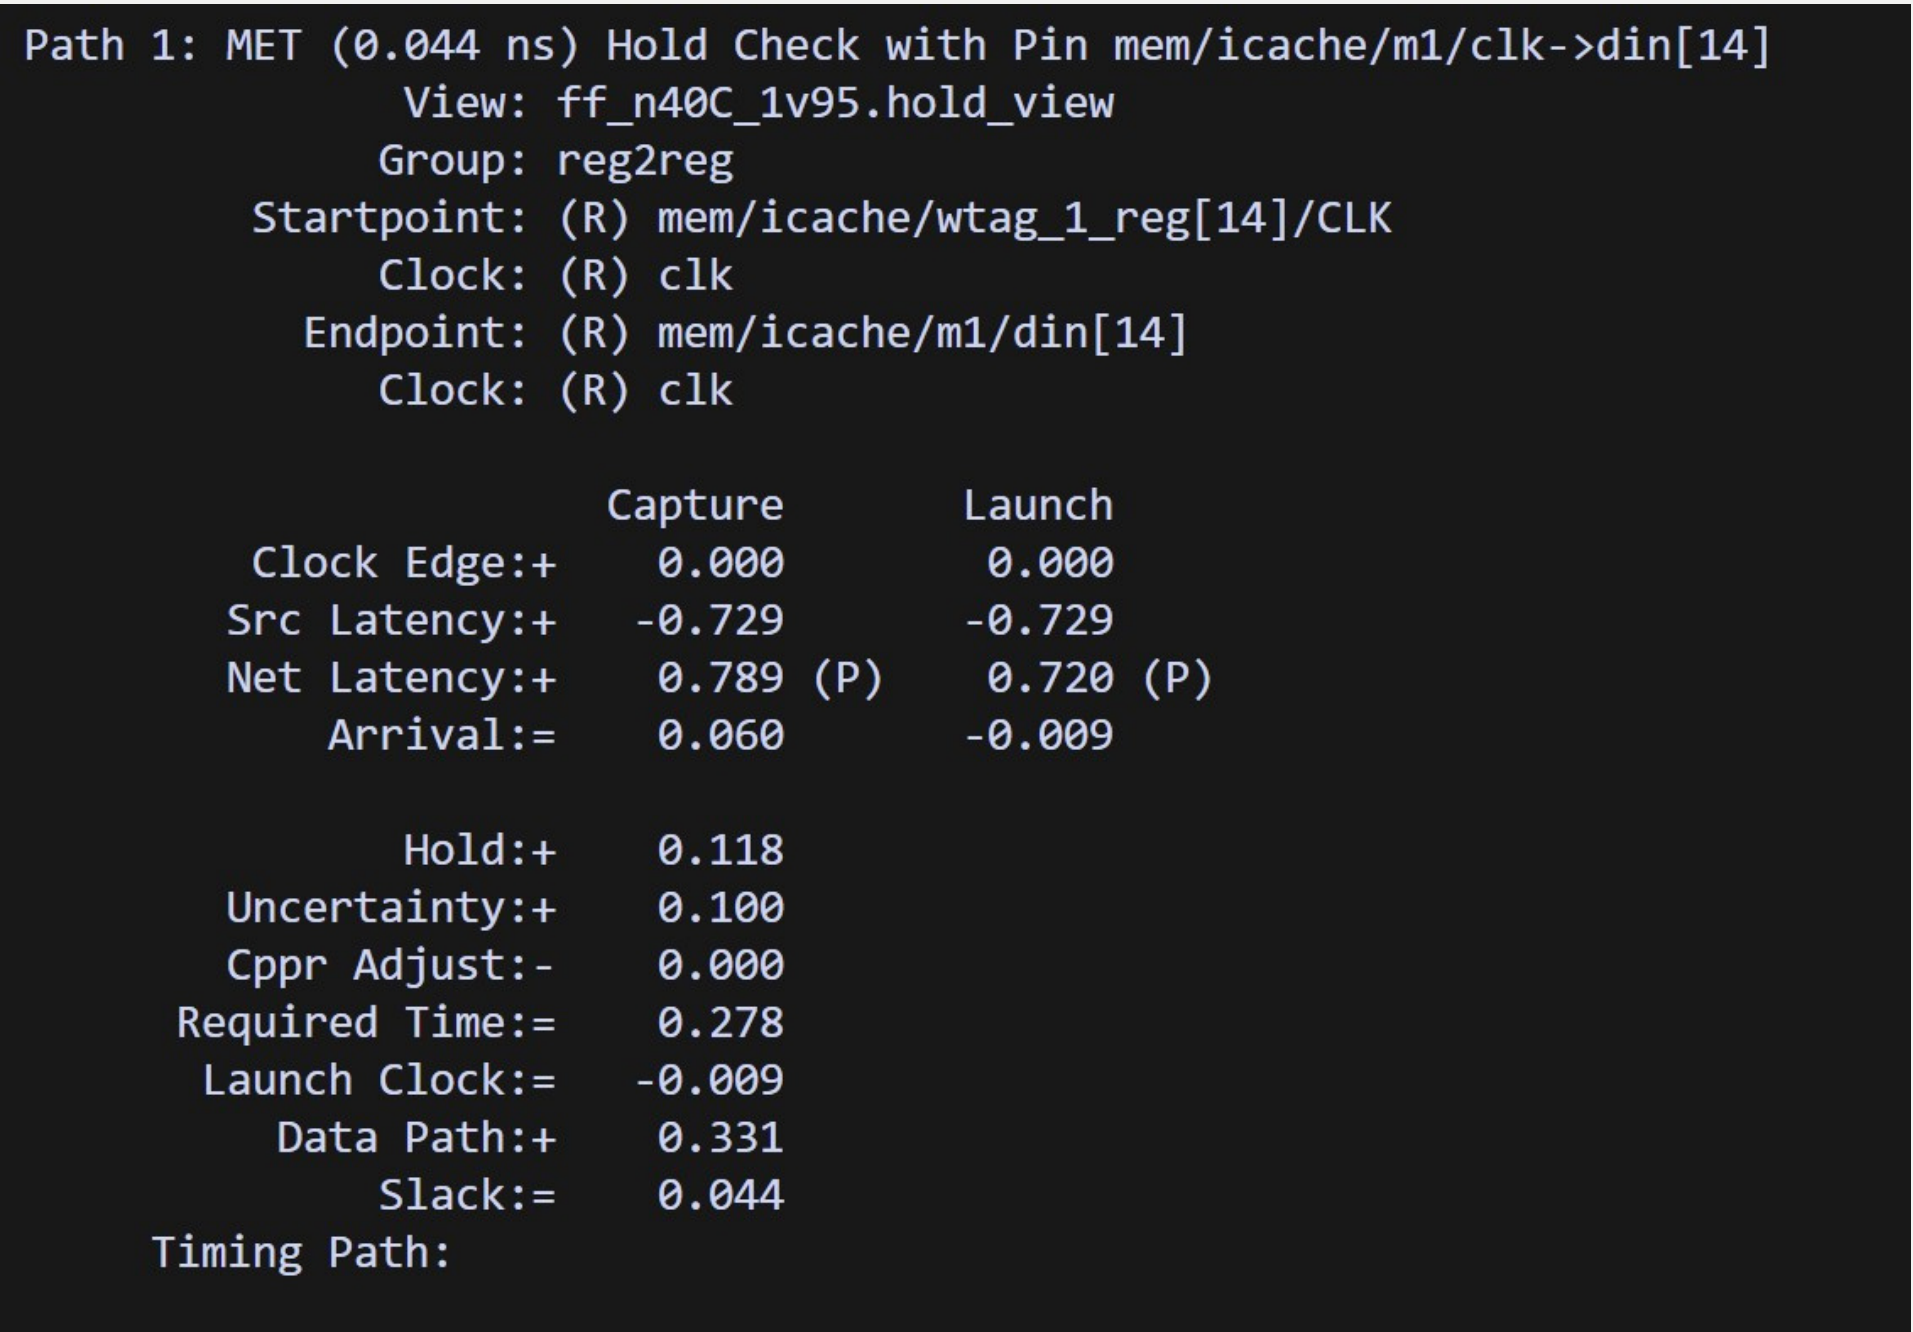 Path 1: MET (0.044 ns) Hold Check with Pin mem/icache/m1/clk->din[14]
View: ff_n40C_1v95.hold_view
Group: reg2reg
Startpoint: (R) mem/icache/wtag_1_reg[14]/CLK
Clock: (R) clk
Endpoint: (R) mem/icache/m1/din[14]
Clock: (R) clk
Capture Launch
Clock Edge:+ 0.000 0.000
Src Latency:+ -0.729 -0.729
Net Latency:+ 0.789 (P) 0.720 (P)
Arrival:= 0.060 -0.009
Hold:+ 0.118
Uncertainty:+ 0.100
Cppr Adjust:- 0.000
Required Time:= 0.278
Launch Clock:= -0.009
Data Path:+ 0.331
Slack:= 0.044
Timing Path: